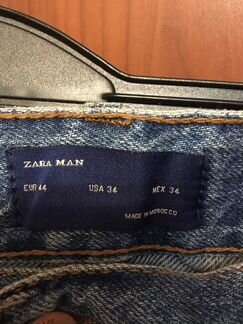 ZARA MAN
EUR 44 USA 34 MEX 34
MADE IN MOROCCO